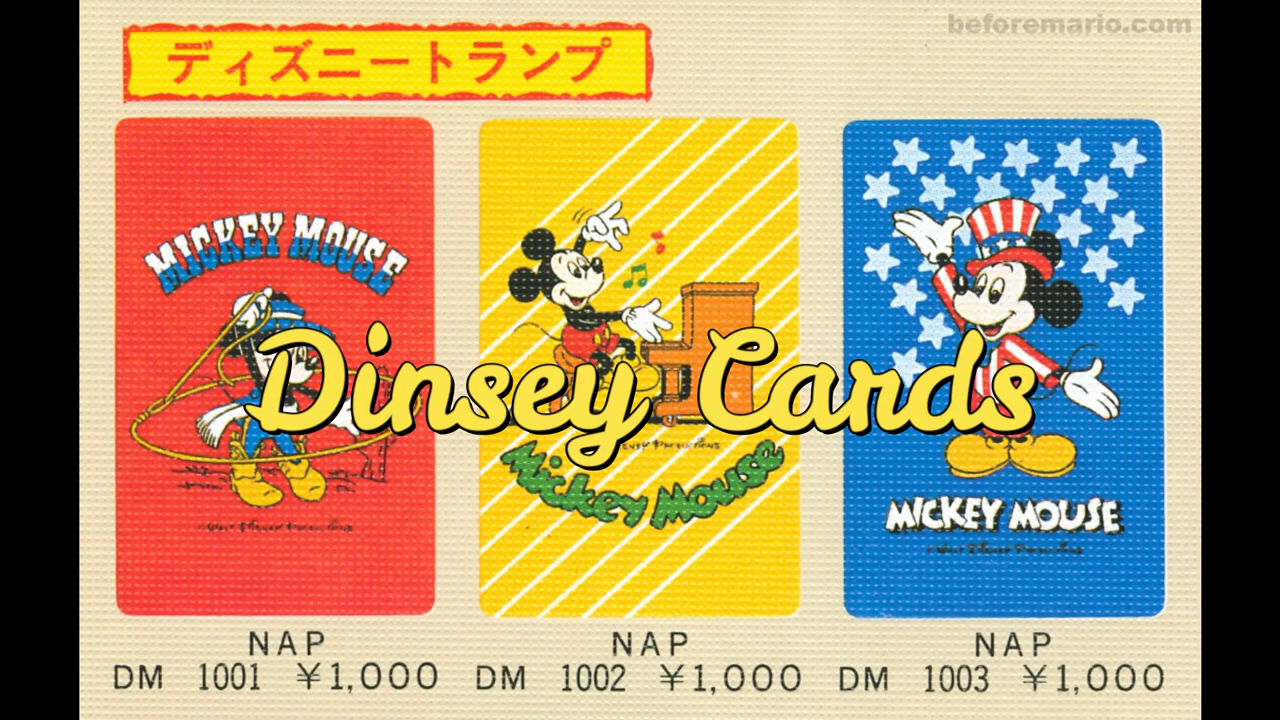 beforemario.com
ディズニートランプ
MICKEY MOUSE
Dinsey Cards
Mickey Mouse
MICKEY MOUSE
NAP NAP NAP
DM 1001 ¥1,000 DM 1002 ¥1,000 DM 1003 ¥1,000